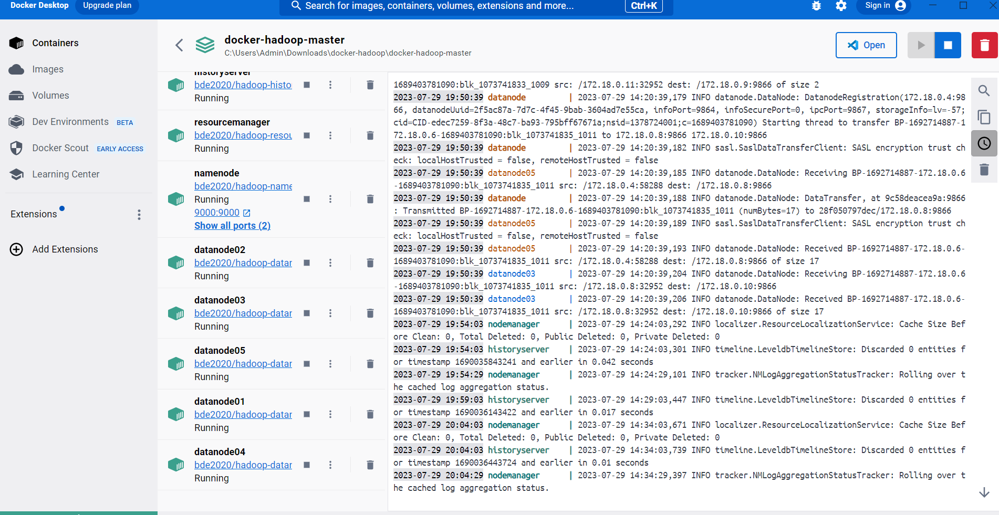 Docker Desktop
Upgrade plan
Search for images, containers, volumes, extensions and more...
Ctrl+K
Sign in
Containers
Images
Volumes
Dev Environments BETA
Docker Scout EARLY ACCESS
Learning Center
Extensions
Add Extensions
docker-hadoop-master
C:\Users\Admin\Downloads\docker-hadoop\docker-hadoop-master
Open
historyserver
bde2020/hadoop-histo
Running
resourcemanager
bde2020/hadoop-resou
Running
namenode
bde2020/hadoop-name
Running
9000:9000
Show all ports (2)
datanode02
bde2020/hadoop-datar
Running
datanode03
bde2020/hadoop-datar
Running
datanode05
bde2020/hadoop-datar
Running
datanode01
bde2020/hadoop-datar
Running
datanode04
bde2020/hadoop-datar
Running
1689403781090:blk_1073741833_1009 src: /172.18.0.11:32952 dest: /172.18.0.9:9866 of size 2
2023-07-29 19:50:39 datanode | 2023-07-29 14:20:39,179 INFO datanode.DataNode: DatanodeRegistration(172.18.0.4:98
66, datanodeUuid=2f5ac87a-7d7c-4f45-9bab-3604ad7e55ca, infoPort=9864, infoSecurePort=0, ipcPort=9867, storageInfo=lv=-57;
cid=CID-edec7259-8f3a-48c7-ba93-795bff67671a;nsid=1378724001;c=1689403781090) Starting thread to transfer BP-1692714887-1
72.18.0.6-1689403781090:blk_1073741835_1011 to 172.18.0.8:9866 172.18.0.10:9866
2023-07-29 19:50:39 datanode | 2023-07-29 14:20:39,182 INFO sasl.SaslDataTransferClient: SASL encryption trust ch
eck: localHostTrusted = false, remoteHostTrusted = false
2023-07-29 19:50:39 datanode05 | 2023-07-29 14:20:39,185 INFO datanode.DataNode: Receiving BP-1692714887-172.18.0.6
-1689403781090:blk_1073741835_1011 src: /172.18.0.4:58288 dest: /172.18.0.8:9866
2023-07-29 19:50:39 datanode | 2023-07-29 14:20:39,188 INFO datanode.DataNode: DataTransfer, at 9c58deacea9a:9866
: Transmitted BP-1692714887-172.18.0.6-1689403781090:blk_1073741835_1011 (numBytes=17) to 28f050797dec/172.18.0.8:9866
2023-07-29 19:50:39 datanode05 | 2023-07-29 14:20:39,189 INFO sasl.SaslDataTransferClient: SASL encryption trust ch
eck: localHostTrusted = false, remoteHostTrusted = false
2023-07-29 19:50:39 datanode05 | 2023-07-29 14:20:39,193 INFO datanode.DataNode: Received BP-1692714887-172.18.0.6-
1689403781090:blk_1073741835_1011 src: /172.18.0.4:58288 dest: /172.18.0.8:9866 of size 17
2023-07-29 19:50:39 datanode03 | 2023-07-29 14:20:39,204 INFO datanode.DataNode: Receiving BP-1692714887-172.18.0.6
-1689403781090:blk_1073741835_1011 src: /172.18.0.8:32952 dest: /172.18.0.10:9866
2023-07-29 19:50:39 datanode03 | 2023-07-29 14:20:39,206 INFO datanode.DataNode: Received BP-1692714887-172.18.0.6-
1689403781090:blk_1073741835_1011 src: /172.18.0.8:32952 dest: /172.18.0.10:9866 of size 17
2023-07-29 19:54:03 nodemanager | 2023-07-29 14:24:03,292 INFO localizer.ResourceLocalizationService: Cache Size Bef
ore Clean: 0, Total Deleted: 0, Public Deleted: 0, Private Deleted: 0
2023-07-29 19:54:03 historyserver | 2023-07-29 14:24:03,301 INFO timeline.LeveldbTimelineStore: Discarded 0 entities f
or timestamp 1690035843241 and earlier in 0.042 seconds
2023-07-29 19:54:29 nodemanager | 2023-07-29 14:24:29,101 INFO tracker.NMLogAggregationStatusTracker: Rolling over t
he cached log aggregation status.
2023-07-29 19:59:03 historyserver | 2023-07-29 14:29:03,447 INFO timeline.LeveldbTimelineStore: Discarded 0 entities f
or timestamp 1690036143422 and earlier in 0.017 seconds
2023-07-29 20:04:03 nodemanager | 2023-07-29 14:34:03,671 INFO localizer.ResourceLocalizationService: Cache Size Bef
ore Clean: 0, Total Deleted: 0, Public Deleted: 0, Private Deleted: 0
2023-07-29 20:04:03 historyserver | 2023-07-29 14:34:03,739 INFO timeline.LeveldbTimelineStore: Discarded 0 entities f
or timestamp 1690036443724 and earlier in 0.01 seconds
2023-07-29 20:04:29 nodemanager | 2023-07-29 14:34:29,397 INFO tracker.NMLogAggregationStatusTracker: Rolling over t
he cached log aggregation status.